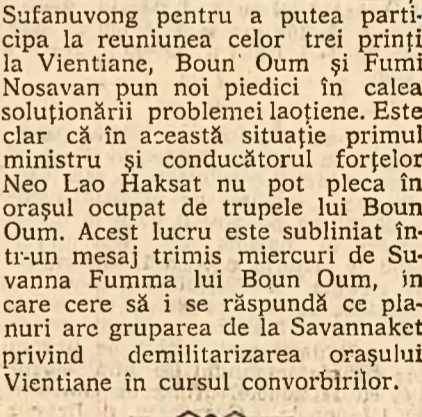 Sufanuvong pentru a putea parti-
cipa la reuniunea celor trei prinți
la Vientiane, Boun Oum și Fumi
Nosavan pun noi piedici în calea
soluționării problemei laoțiene. Este
clar că în această situație primul
ministru și conducătorul forțelor
Neo Lao Haksat nu pot pleca în
orașul ocupat de trupele lui Boun
Oum. Acest lucru este subliniat în-
tr-un mesaj trimis miercuri de Su-
vanna Fumma lui Boun Oum, în
care cere să i se răspundă ce pla-
nuri are gruparea de la Savannaket
privind demilitarizarea orașului
Vientiane în cursul convorbirilor.